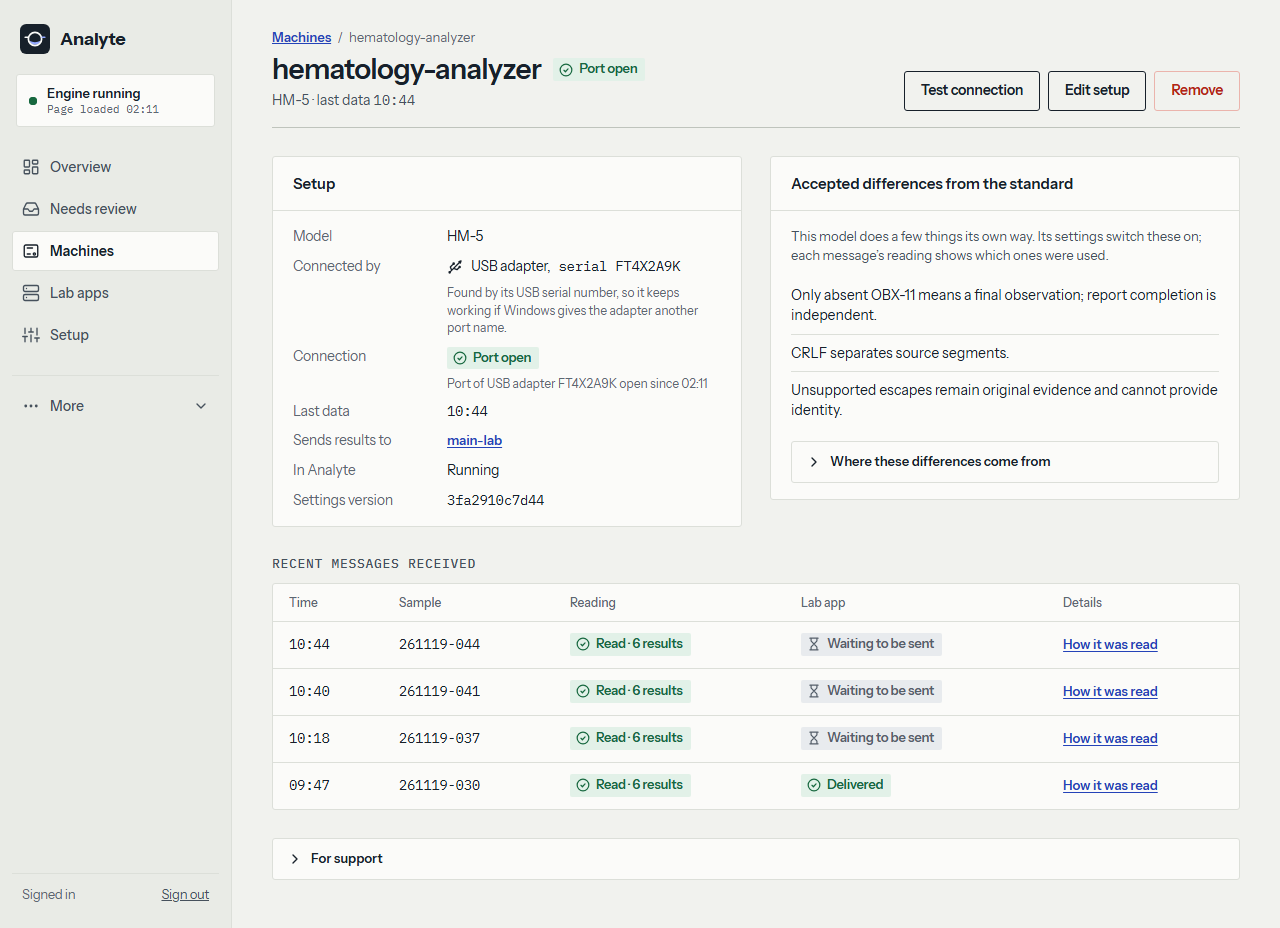 Analyte
Engine running
Page loaded 02:11
Overview
Needs review
Machines
Lab apps
Setup
More
Signed in
Sign out
Machines / hematology-analyzer
hematology-analyzer
Port open
HM-5 · last data 10:44
Test connection
Edit setup
Remove
Setup
Model
HM-5
Connected by
USB adapter, serial FT4X2A9K
Found by its USB serial number, so it keeps
working if Windows gives the adapter another
port name.
Connection
Port open
Port of USB adapter FT4X2A9K open since 02:11
Last data
10:44
Sends results to
main-lab
In Analyte
Running
Settings version
3fa2910c7d44
Accepted differences from the standard
This model does a few things its own way. Its settings switch these on;
each message's reading shows which ones were used.
Only absent OBX-11 means a final observation; report completion is
independent.
CRLF separates source segments.
Unsupported escapes remain original evidence and cannot provide
identity.
Where these differences come from
RECENT MESSAGES RECEIVED
Time Sample Reading Lab app Details
10:44 261119-044 Read · 6 results Waiting to be sent How it was read
10:40 261119-041 Read · 6 results Waiting to be sent How it was read
10:18 261119-037 Read · 6 results Waiting to be sent How it was read
09:47 261119-030 Read · 6 results Delivered How it was read
For support